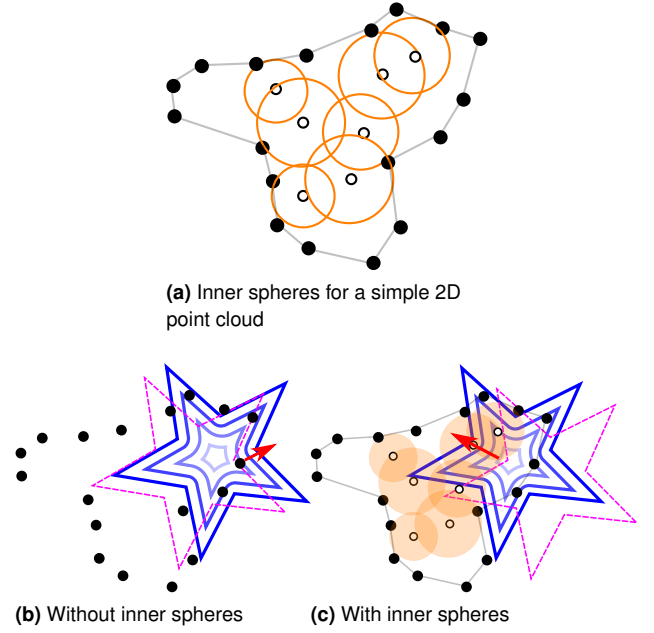 (a) Inner spheres for a simple 2D
point cloud
(b) Without inner spheres
(c) With inner spheres